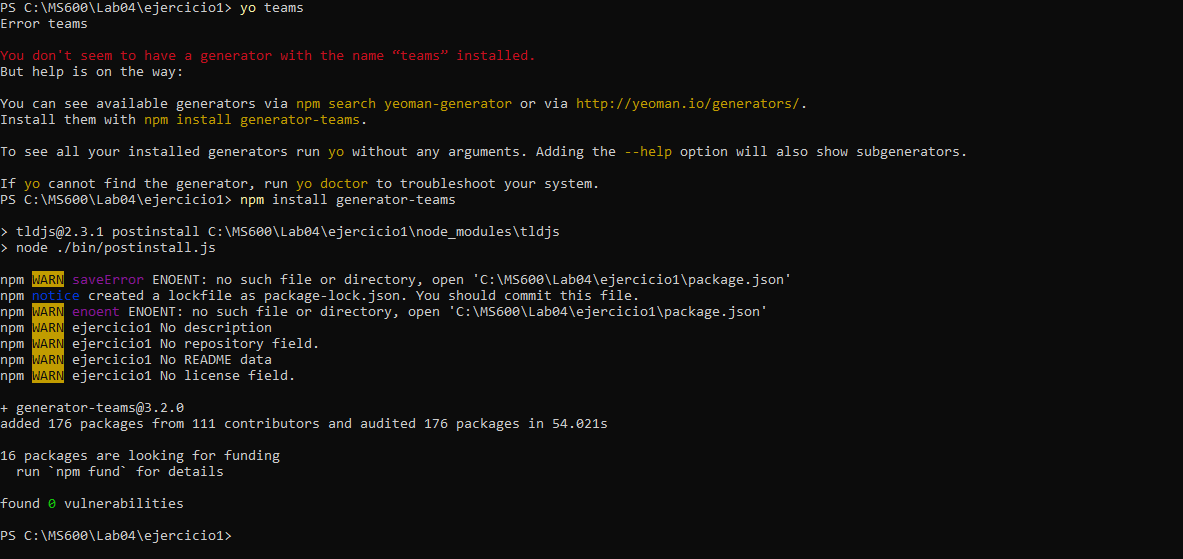 PS C:\MS600\Lab04\ejercicio1> yo teams
Error teams
You don't seem to have a generator with the name “teams” installed.
But help is on the way:
You can see available generators via npm search yeoman-generator or via http://yeoman.io/generators/.
Install them with npm install generator-teams.
To see all your installed generators run yo without any arguments. Adding the --help option will also show subgenerators.
If yo cannot find the generator, run yo doctor to troubleshoot your system.
PS C:\MS600\Lab04\ejercicio1> npm install generator-teams
> tldjs@2.3.1 postinstall C:\MS600\Lab04\ejercicio1\node_modules\tldjs
> node ./bin/postinstall.js
npm WARN saveError ENOENT: no such file or directory, open 'C:\MS600\Lab04\ejercicio1\package.json'
npm notice created a lockfile as package-lock.json. You should commit this file.
npm WARN enoent ENOENT: no such file or directory, open 'C:\MS600\Lab04\ejercicio1\package.json'
npm WARN ejercicio1 No description
npm WARN ejercicio1 No repository field.
npm WARN ejercicio1 No README data
npm WARN ejercicio1 No license field.
+ generator-teams@3.2.0
added 176 packages from 111 contributors and audited 176 packages in 54.021s
16 packages are looking for funding
  run `npm fund` for details
found 0 vulnerabilities
PS C:\MS600\Lab04\ejercicio1>